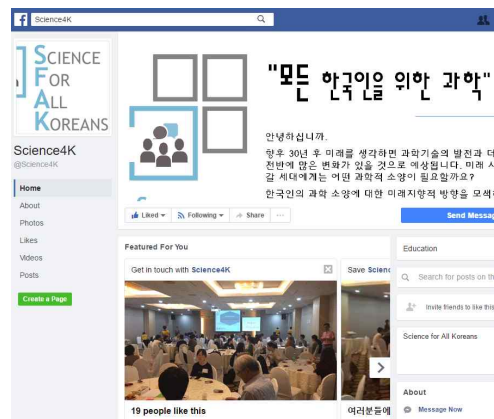 Science4K
SCIENCE
FOR
ALL
KOREANS
Science4K
@Science4K
Home
About
Photos
Likes
Videos
Posts
Create a Page
"모든 한국인을 위한 과학"
안녕하십니까.
향후 30년 후 미래를 생각하면 과학기술의 발전과 더
전반에 많은 변화가 있을 것으로 예상됩니다. 미래 시
갈 세대에게는 어떤 과학적 소양이 필요할까요?
한국인의 과학 소양에 대한 미래지향적 방향을 모색하
Liked
Following
Share
Send Messag
Featured For You
Get in touch with Science4K
19 people like this
Save Scienc
여러분들에
Education
Search for posts on th
Invite friends to like this
Science for All Koreans
About
Message Now